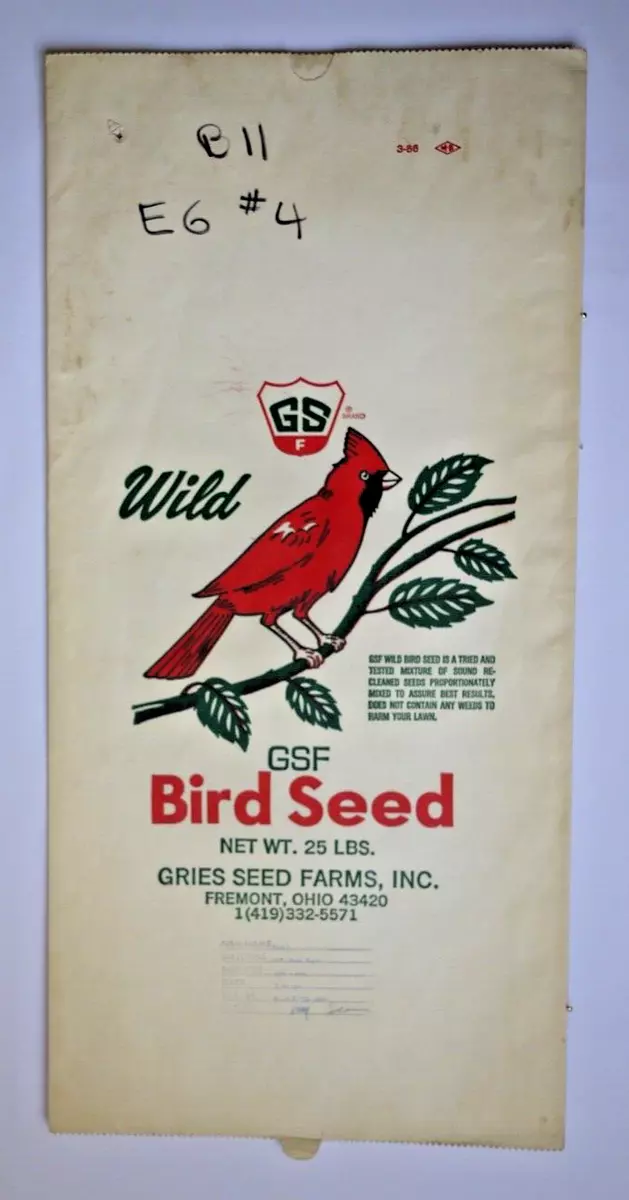 B11
3-86
E6 #4
GS
F
Wild
GSF WILD BIRD SEED IS A TRIED AND
TESTED MIXTURE OF SOUND RE-
CLEANED SEEDS PROPORTIONATELY
MIXED TO ASSURE BEST RESULTS.
DOES NOT CONTAIN ANY WEEDS TO
HARM YOUR LAWN.
GSF
Bird Seed
NET WT. 25 LBS.
GRIES SEED FARMS, INC.
FREMONT, OHIO 43420
1(419)332-5571